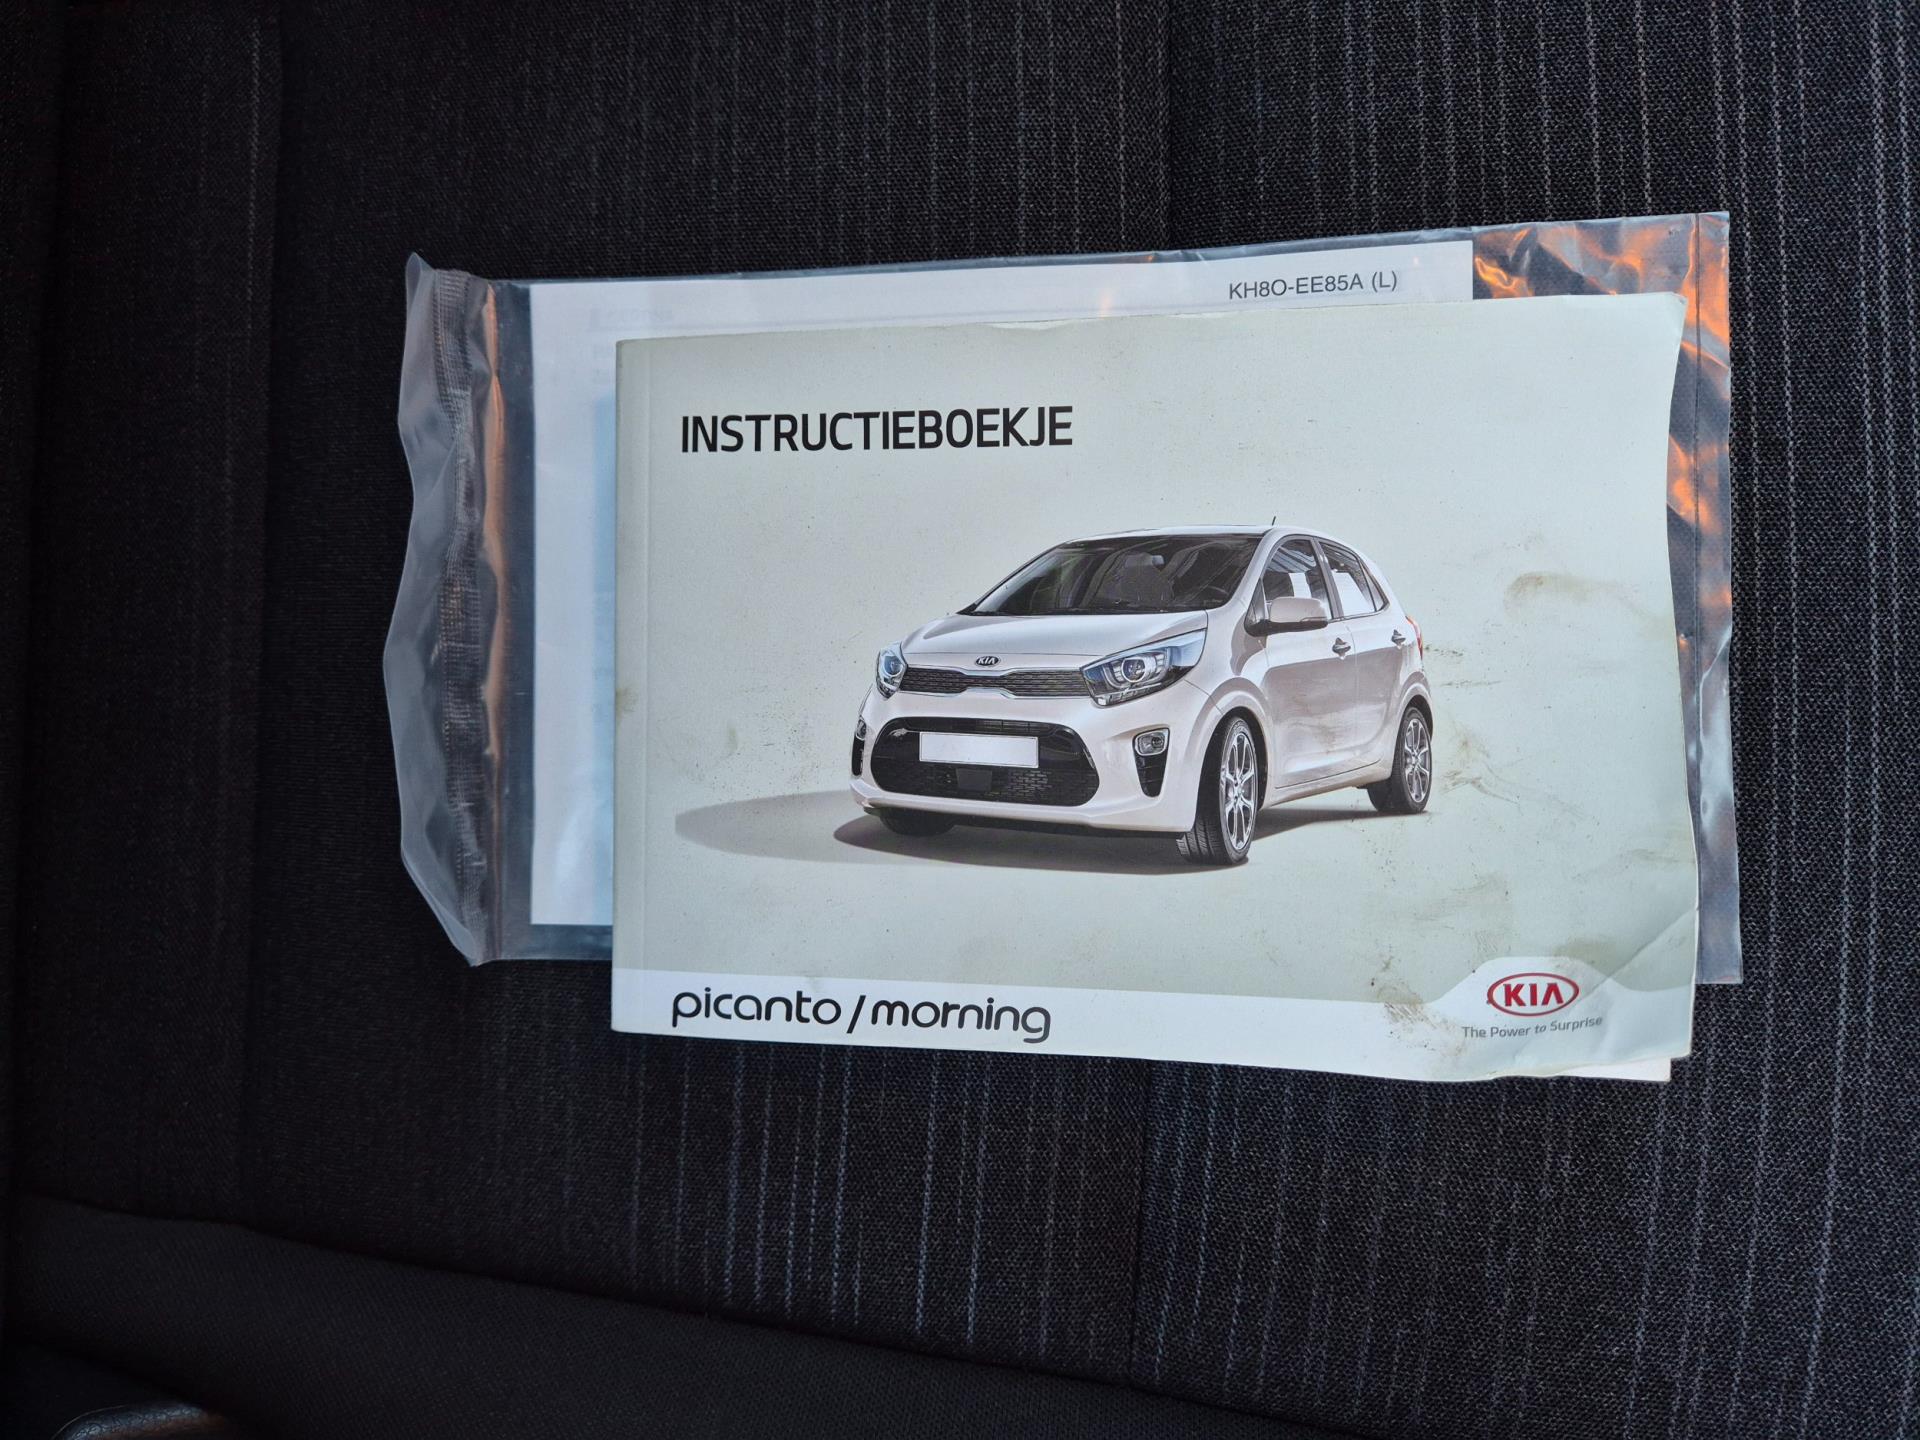 KH8O-EE85A (L)
INSTRUCTIEBOEKJE
KIA
picanto / morning
KIA
The Power to Surprise